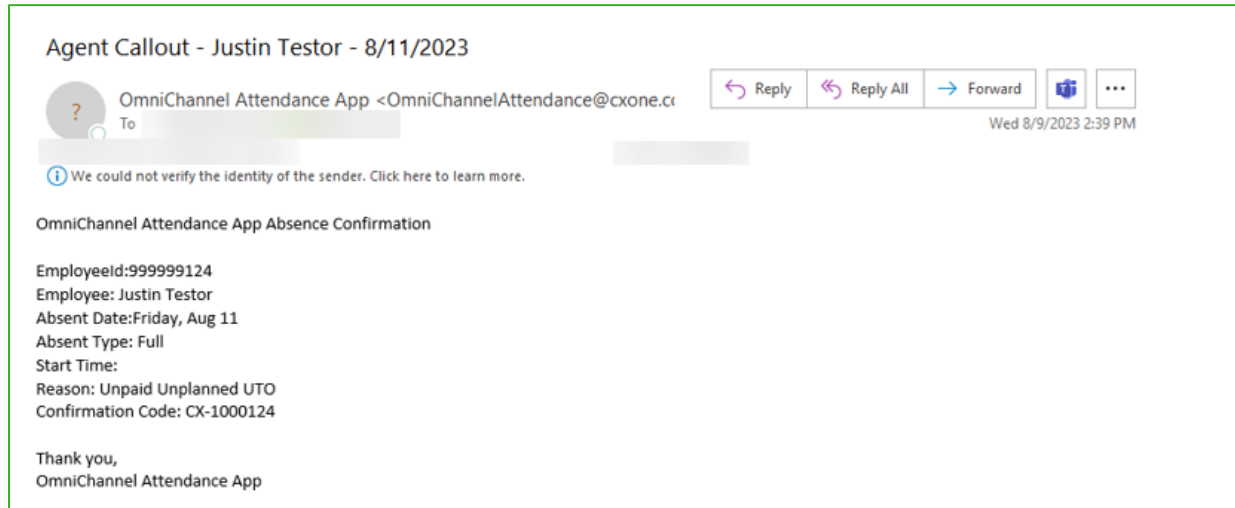 Agent Callout - Justin Testor - 8/11/2023
?
OmniChannel Attendance App <OmniChannelAttendance@cxone.cc
Reply
Reply All
Forward
...
To
Wed 8/9/2023 2:39 PM
We could not verify the identity of the sender. Click here to learn more.
OmniChannel Attendance App Absence Confirmation
EmployeeId:999999124
Employee: Justin Testor
Absent Date:Friday, Aug 11
Absent Type: Full
Start Time:
Reason: Unpaid Unplanned UTO
Confirmation Code: CX-1000124
Thank you,
OmniChannel Attendance App